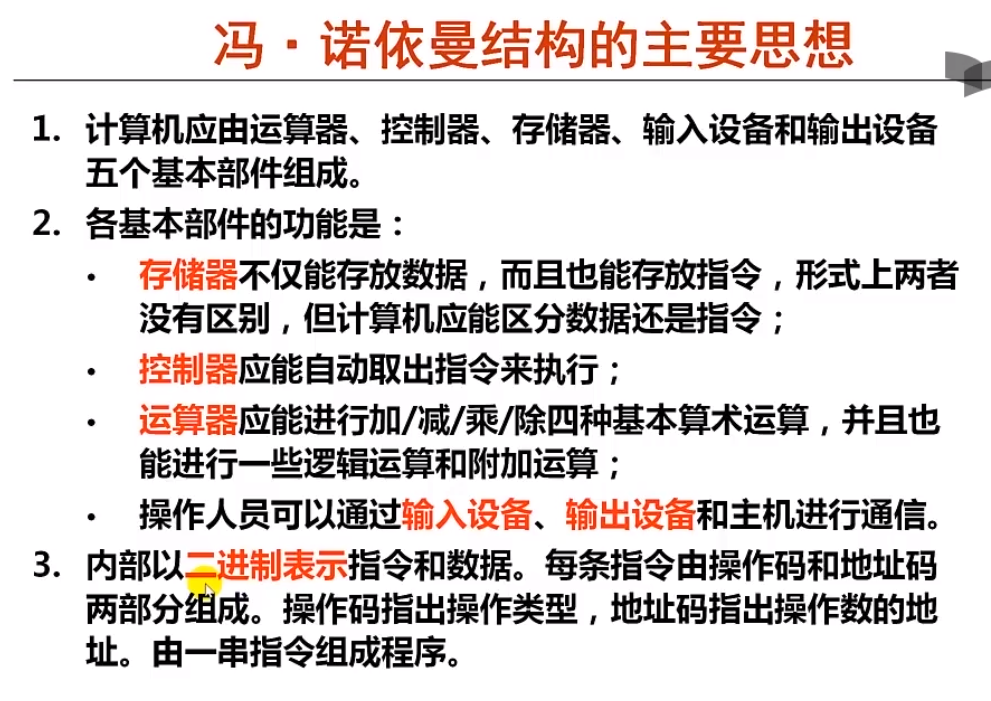 冯·诺依曼结构的主要思想
1. 计算机应由运算器、控制器、存储器、输入设备和输出设备
五个基本部件组成。
2. 各基本部件的功能是：
• 存储器不仅能存放数据，而且也能存放指令，形式上两者
没有区别，但计算机应能区分数据还是指令；
• 控制器应能自动取出指令来执行；
• 运算器应能进行加/减/乘/除四种基本算术运算，并且也
能进行一些逻辑运算和附加运算；
• 操作人员可以通过输入设备、输出设备和主机进行通信。
3. 内部以二进制表示指令和数据。每条指令由操作码和地址码
两部分组成。操作码指出操作类型，地址码指出操作数的地
址。由一串指令组成程序。